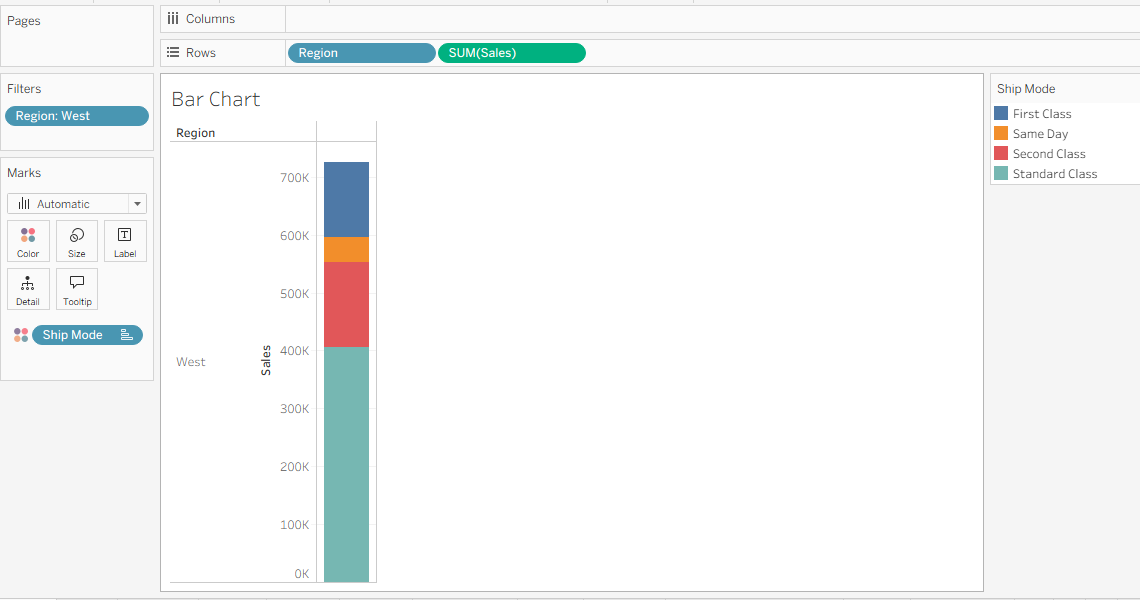 Pages
Columns
Rows
Region
SUM(Sales)
Filters
Region: West
Marks
Automatic
Color
Size
Label
Detail
Tooltip
Ship Mode
Bar Chart
Region
700K
600K
500K
400K
300K
200K
100K
0K
Sales
West
Ship Mode
First Class
Same Day
Second Class
Standard Class